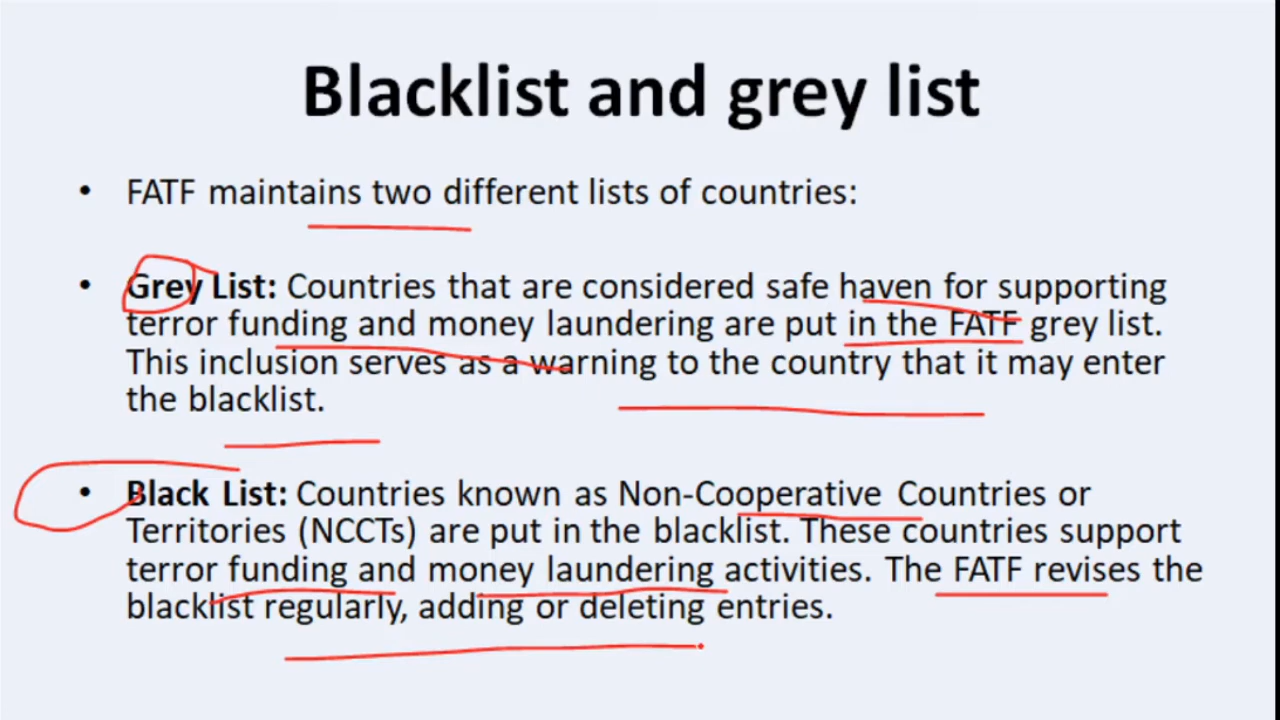 Blacklist and grey list
• FATF maintains two different lists of countries:
• Grey List: Countries that are considered safe haven for supporting
terror funding and money laundering are put in the FATF grey list.
This inclusion serves as a warning to the country that it may enter
the blacklist.
• Black List: Countries known as Non-Cooperative Countries or
Territories (NCCTs) are put in the blacklist. These countries support
terror funding and money laundering activities. The FATF revises the
blacklist regularly, adding or deleting entries.